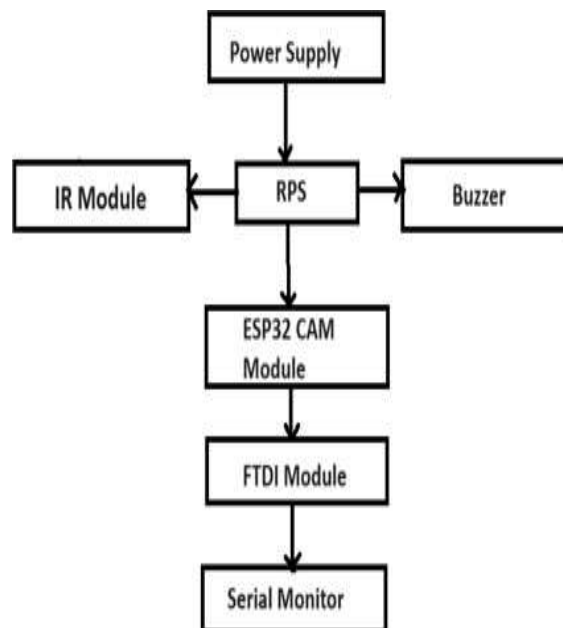 Power Supply
IR Module
RPS
Buzzer
ESP32 CAM
Module
FTDI Module
Serial Monitor